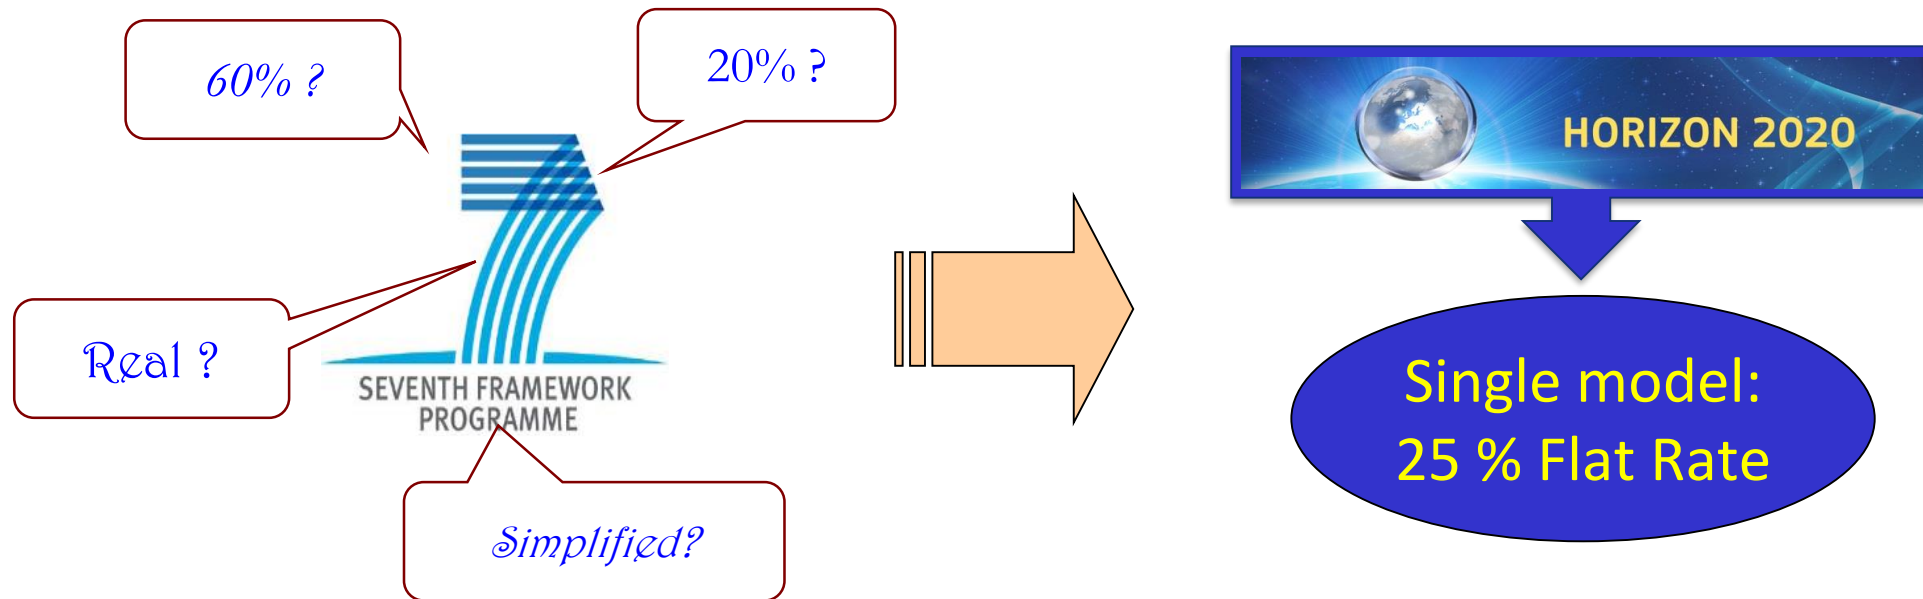 60% ?
20% ?
Real ?
SEVENTH FRAMEWORK
PROGRAMME
Simplified?
HORIZON 2020
Single model:
25 % Flat Rate